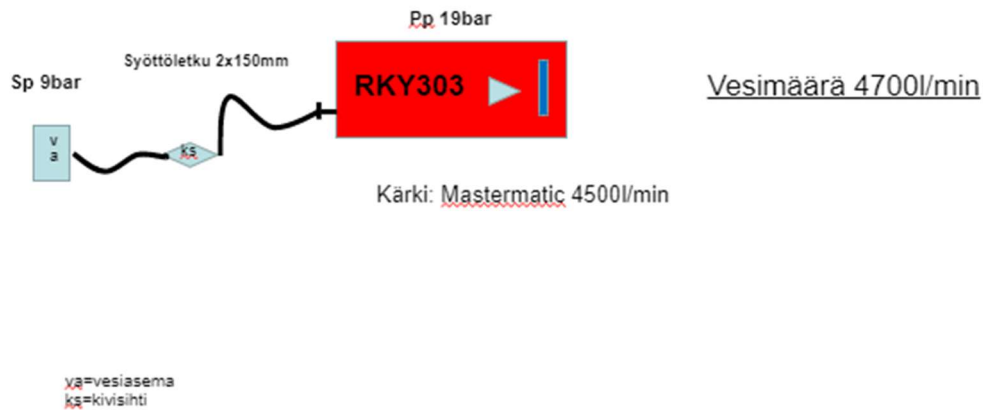 Pp 19bar
Syöttöletku 2x150mm
Sp 9bar
RKY303
Vesimäärä 4700l/min
v
a
ks
Kärki: Mastermatic 4500l/min
va=vesiasema
ks=kivisihti